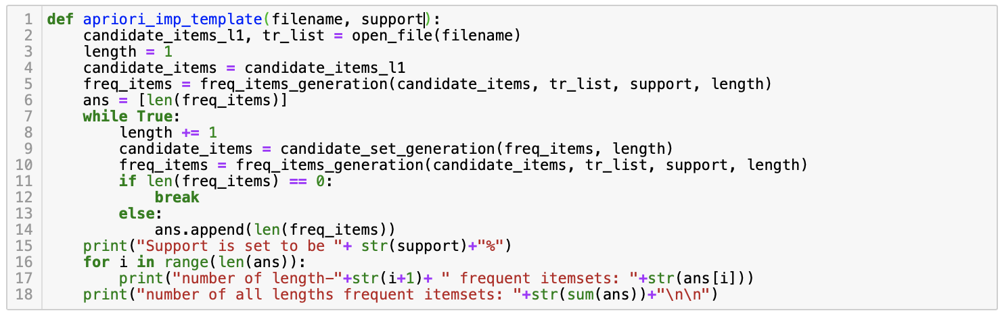 1 def apriori_imp_template(filename, support):
2     candidate_items_l1, tr_list = open_file(filename)
3     length = 1
4     candidate_items = candidate_items_l1
5     freq_items = freq_items_generation(candidate_items, tr_list, support, length)
6     ans = [len(freq_items)]
7     while True:
8         length += 1
9         candidate_items = candidate_set_generation(freq_items, length)
10         freq_items = freq_items_generation(candidate_items, tr_list, support, length)
11         if len(freq_items) == 0:
12             break
13         else:
14             ans.append(len(freq_items))
15     print("Support is set to be "+ str(support)+"%")
16     for i in range(len(ans)):
17         print("number of length-"+str(i+1)+ " frequent itemsets: "+str(ans[i]))
18     print("number of all lengths frequent itemsets: "+str(sum(ans))+"\n\n")